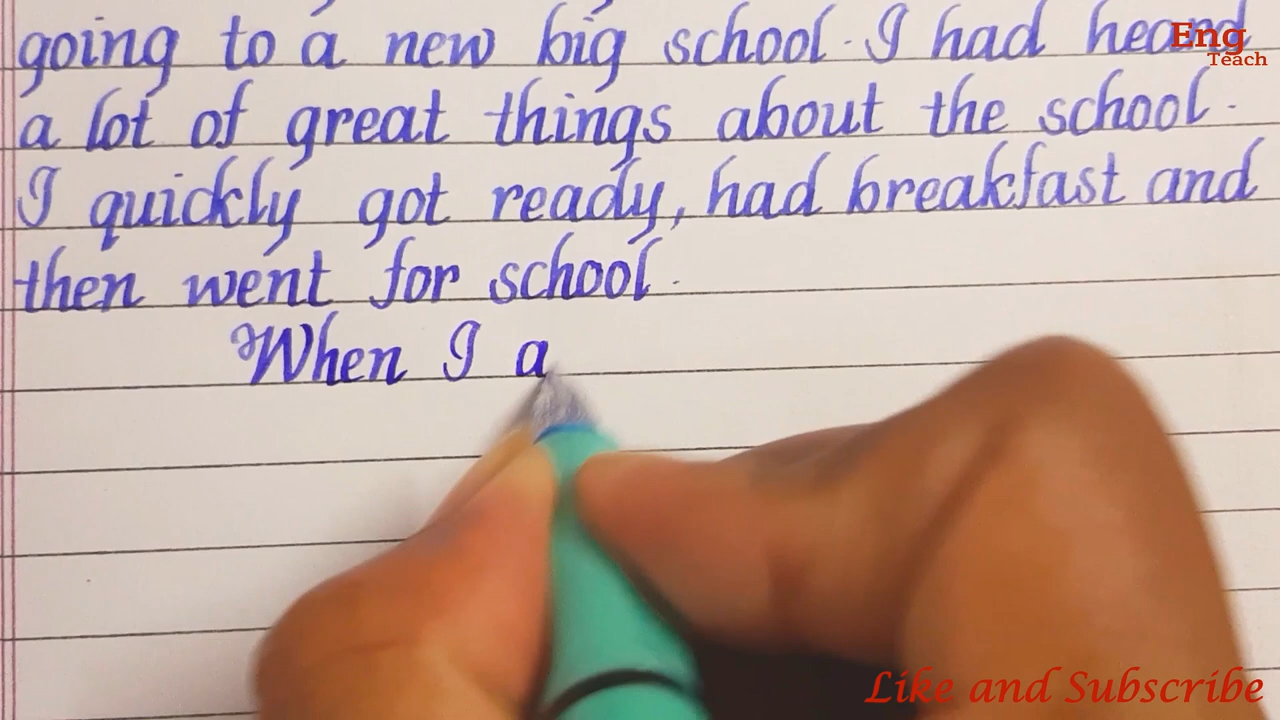 going to a new big school. I had heard
Eng
Teach
a lot of great things about the school.
I quickly got ready, had breakfast and
then went for school.
When I a
Like and Subscribe